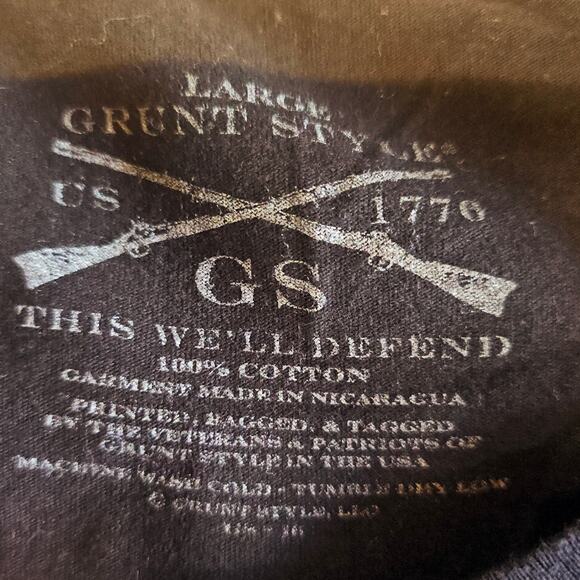 LARGE
GRUNT STYLE®
US 1776
GS
THIS WE'LL DEFEND
100% COTTON
GARMENT MADE IN NICARAGUA
PRINTED, BAGGED, & TAGGED
BY THE VETERANS & PATRIOTS OF
GRUNT STYLE IN THE USA
MACHINE WASH COLD - TUMBLE DRY LOW
GRUNT STYLE, LLC